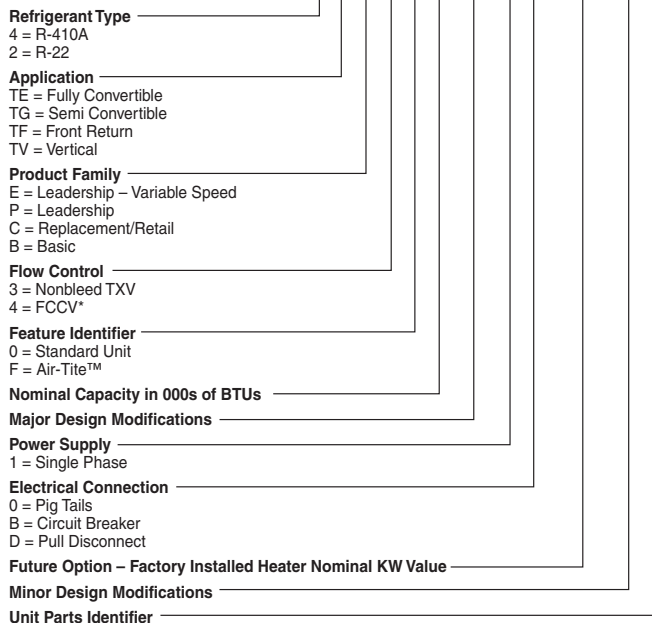 Refrigerant Type
4 = R-410A
2 = R-22
Application
TE = Fully Convertible
TG = Semi Convertible
TF = Front Return
TV = Vertical
Product Family
E = Leadership – Variable Speed
P = Leadership
C = Replacement/Retail
B = Basic
Flow Control
3 = Nonbleed TXV
4 = FCCV*
Feature Identifier
0 = Standard Unit
F = Air-Tite™
Nominal Capacity in 000s of BTUs
Major Design Modifications
Power Supply
1 = Single Phase
Electrical Connection
0 = Pig Tails
B = Circuit Breaker
D = Pull Disconnect
Future Option – Factory Installed Heater Nominal KW Value
Minor Design Modifications
Unit Parts Identifier